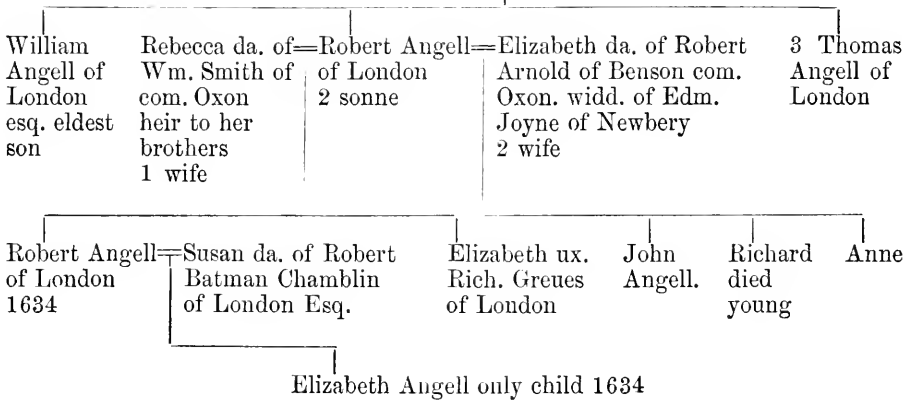 William
Angell of
London
esq. eldest
son
Rebecca da. of=Robert Angell=Elizabeth da. of Robert
Wm. Smith of
com. Oxon
heir to her
brothers
1 wife
of London
2 sonne
Arnold of Benson com.
Oxon. widd. of Edm.
Joyne of Newbery
2 wife
3 Thomas
Angell of
London
Robert Angell=Susan da. of Robert
of London
1634
Batman Chamblin
of London Esq.
Elizabeth ux.
Rich. Greues
of London
John
Angell.
Richard
died
young
Anne
Elizabeth Angell only child 1634